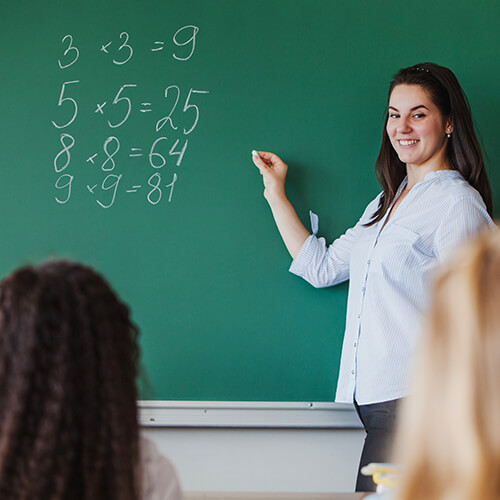 3 × 3 = 9
5 × 5 = 25
8 × 8 = 64
9 × 9 = 81